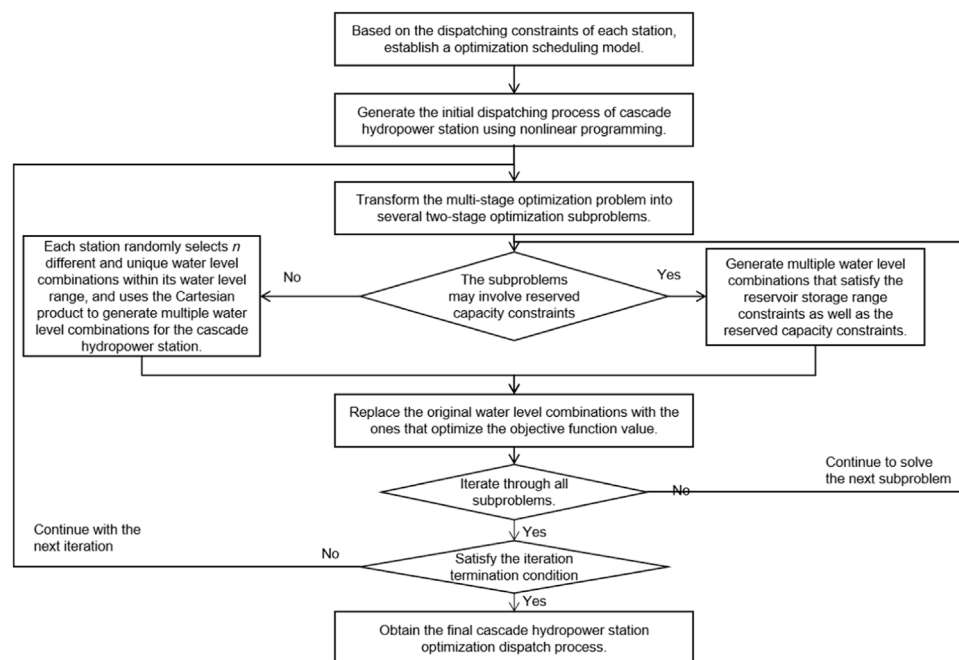 Based on the dispatching constraints of each station,
establish a optimization scheduling model.
Generate the initial dispatching process of cascade
hydropower station using nonlinear programming.
Transform the multi-stage optimization problem into
several two-stage optimization subproblems.
Each station randomly selects n
different and unique water level
combinations within its water level
range, and uses the Cartesian
product to generate multiple water
level combinations for the cascade
hydropower station.
No
The subproblems
may involve reserved
capacity constraints
Yes
Generate multiple water level
combinations that satisfy the
reservoir storage range
constraints as well as the
reserved capacity constraints.
Replace the original water level combinations with the
ones that optimize the objective function value.
Iterate through all
subproblems.
No
Continue to solve
the next subproblem
Yes
Continue with the
next iteration
No
Satisfy the iteration
termination condition
Yes
Obtain the final cascade hydropower station
optimization dispatch process.